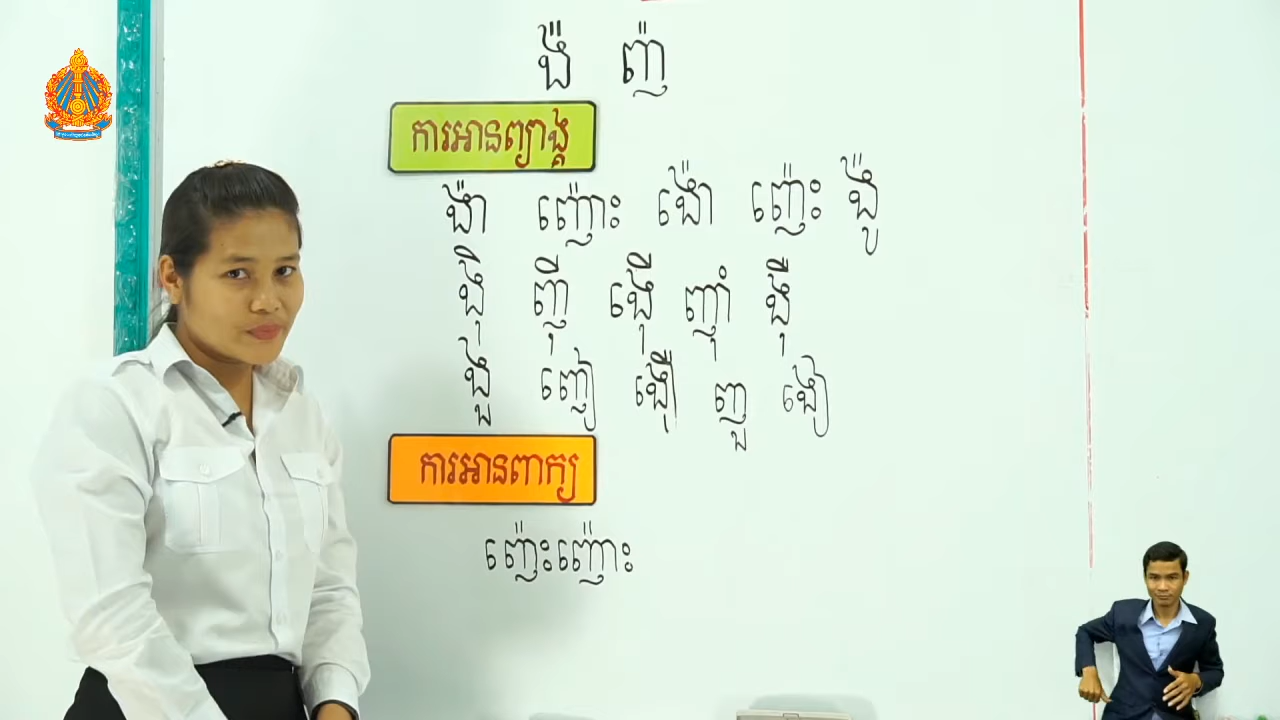 ង៉ ញ៉
ការអានព្យាង្គ
ង៉ា ញ៉ោះ ង៉ោ ញ៉េះ ង៉ូ
ង៉ិ ញ៉ី ង៉ើ ញ៉ាំ ង៉ឺ
ងួ ញៀ ងឿ ញួ ងៀ
ការអានពាក្យ
ញ៉េះញ៉ោះ